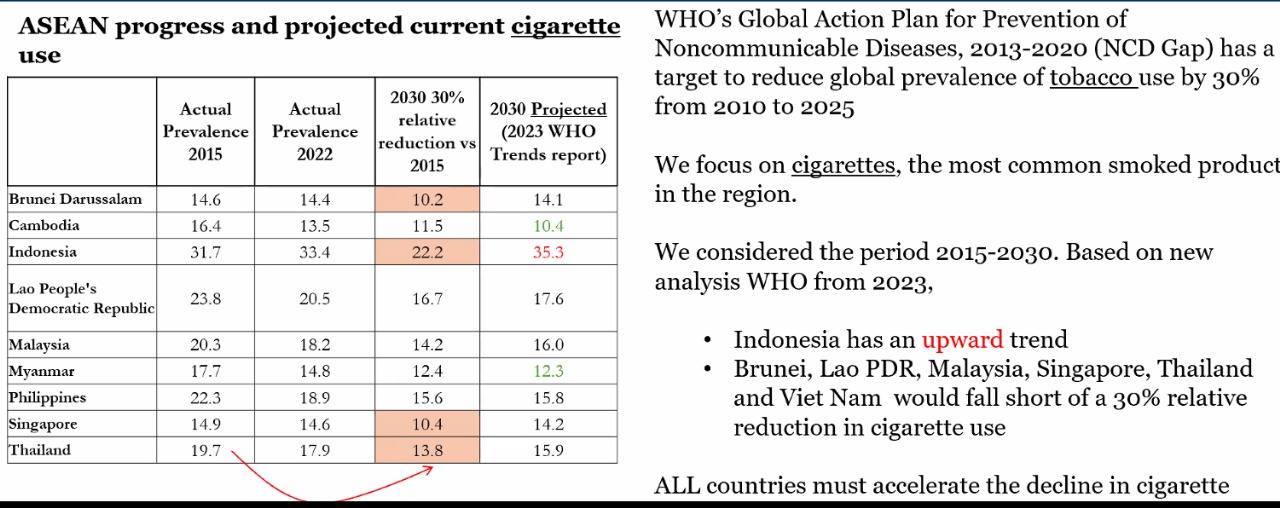 ASEAN progress and projected current cigarette
use
Actual Prevalence 2015
Actual Prevalence 2022
2030 30% relative reduction vs 2015
2030 Projected (2023 WHO Trends report)
Brunei Darussalam 14.6 14.4 10.2 14.1
Cambodia 16.4 13.5 11.5 10.4
Indonesia 31.7 33.4 22.2 35.3
Lao People's Democratic Republic 23.8 20.5 16.7 17.6
Malaysia 20.3 18.2 14.2 16.0
Myanmar 17.7 14.8 12.4 12.3
Philippines 22.3 18.9 15.6 15.8
Singapore 14.9 14.6 10.4 14.2
Thailand 19.7 17.9 13.8 15.9
WHO's Global Action Plan for Prevention of
Noncommunicable Diseases, 2013-2020 (NCD Gap) has a
target to reduce global prevalence of tobacco use by 30%
from 2010 to 2025
We focus on cigarettes, the most common smoked product
in the region.
We considered the period 2015-2030. Based on new
analysis WHO from 2023,
• Indonesia has an upward trend
• Brunei, Lao PDR, Malaysia, Singapore, Thailand
and Viet Nam would fall short of a 30% relative
reduction in cigarette use
ALL countries must accelerate the decline in cigarette